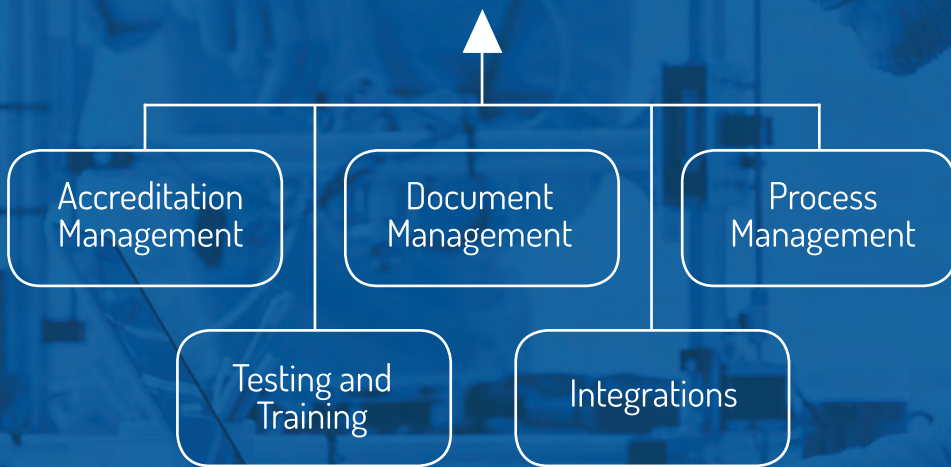 Accreditation
Management
Document
Management
Process
Management
Testing and
Training
Integrations